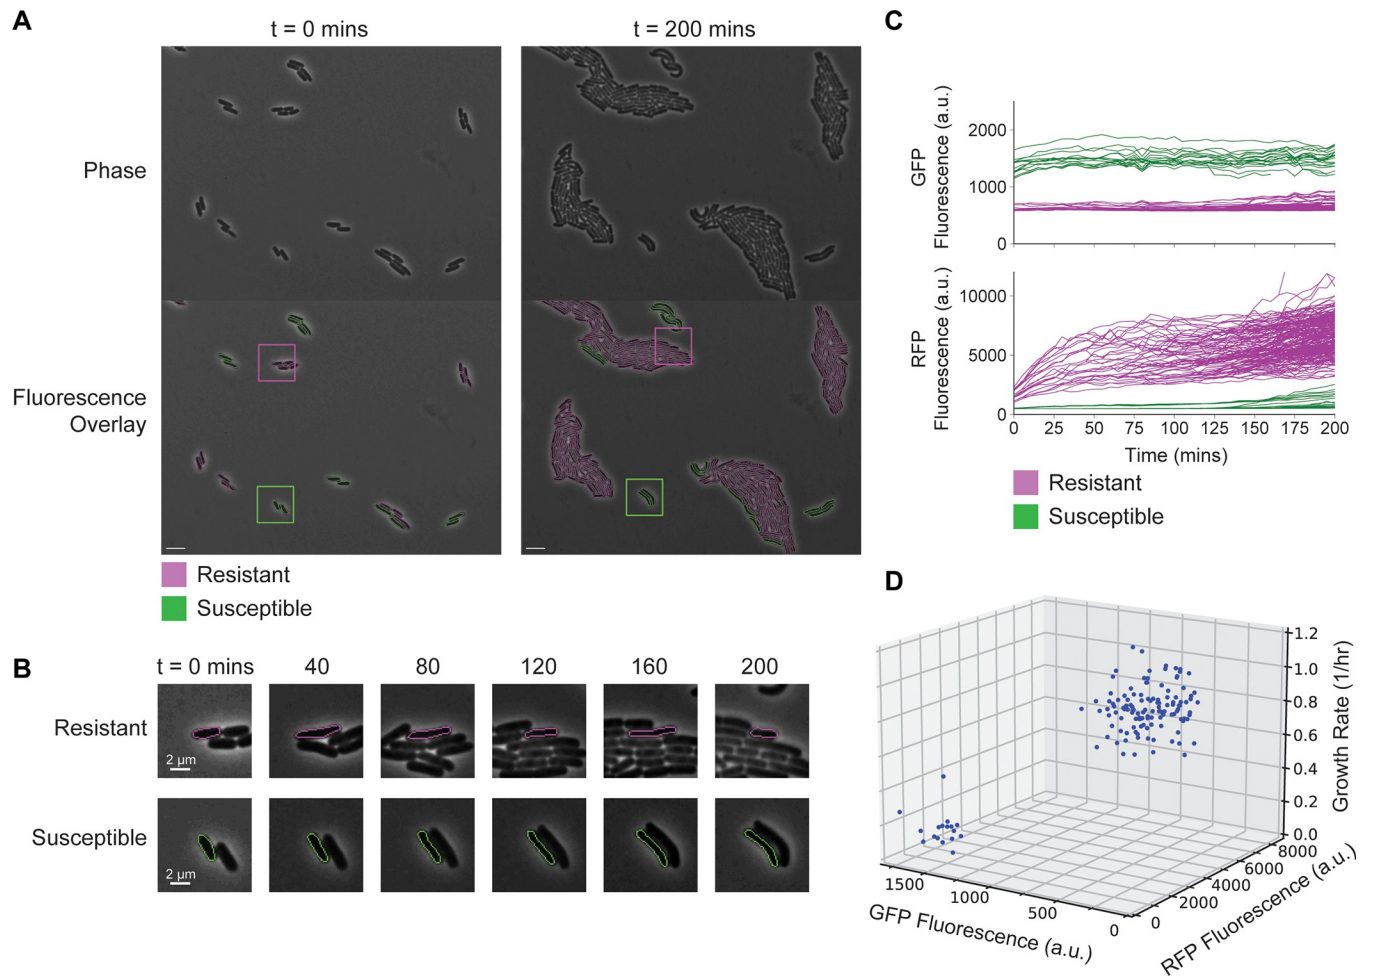 A
t = 0 mins
t = 200 mins
Phase
Fluorescence
Overlay
Resistant
Susceptible
B
t = 0 mins
40
80
120
160
200
Resistant
2 µm
Susceptible
2 µm
C
GFP
Fluorescence (a.u.)
2000
1000
0
RFP
Fluorescence (a.u.)
10000
5000
0
0
25
50
75
100
125
150
175
200
Time (mins)
Resistant
Susceptible
D
1.2
1.0
0.8
0.6
0.4
0.2
0.0
Growth Rate (1/hr)
8000
6000
4000
2000
0
RFP Fluorescence (a.u.)
1500
1000
500
0
GFP Fluorescence (a.u.)